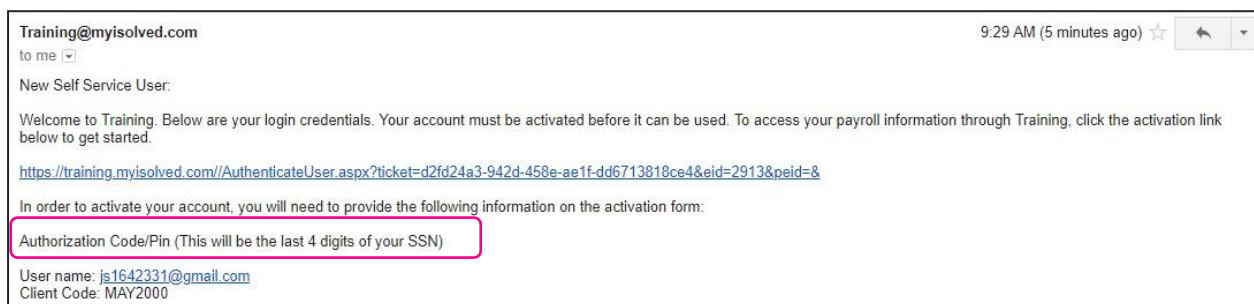 Training@myisolved.com
9:29 AM (5 minutes ago)
to me
New Self Service User:
Welcome to Training. Below are your login credentials. Your account must be activated before it can be used. To access your payroll information through Training, click the activation link
below to get started.
https://training.myisolved.com//AuthenticateUser.aspx?ticket=d2fd24a3-942d-458e-ae1f-dd6713818ce4&eid=2913&peid=&
In order to activate your account, you will need to provide the following information on the activation form:
Authorization Code/Pin (This will be the last 4 digits of your SSN)
User name: js1642331@gmail.com
Client Code: MAY2000